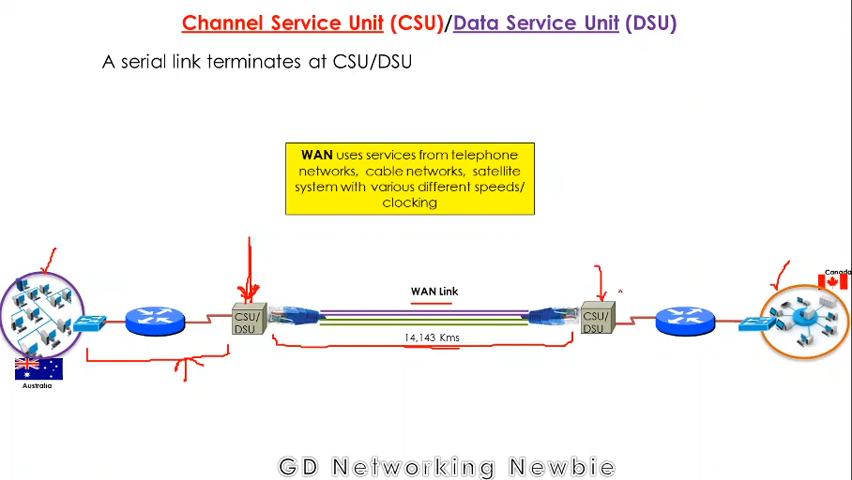 Channel Service Unit (CSU)/Data Service Unit (DSU)
A serial link terminates at CSU/DSU
WAN uses services from telephone
networks, cable networks, satellite
system with various different speeds/
clocking
Canada
WAN Link
CSU/
DSU
CSU/
DSU
14,143 Kms
Australia
GD Networking Newbie